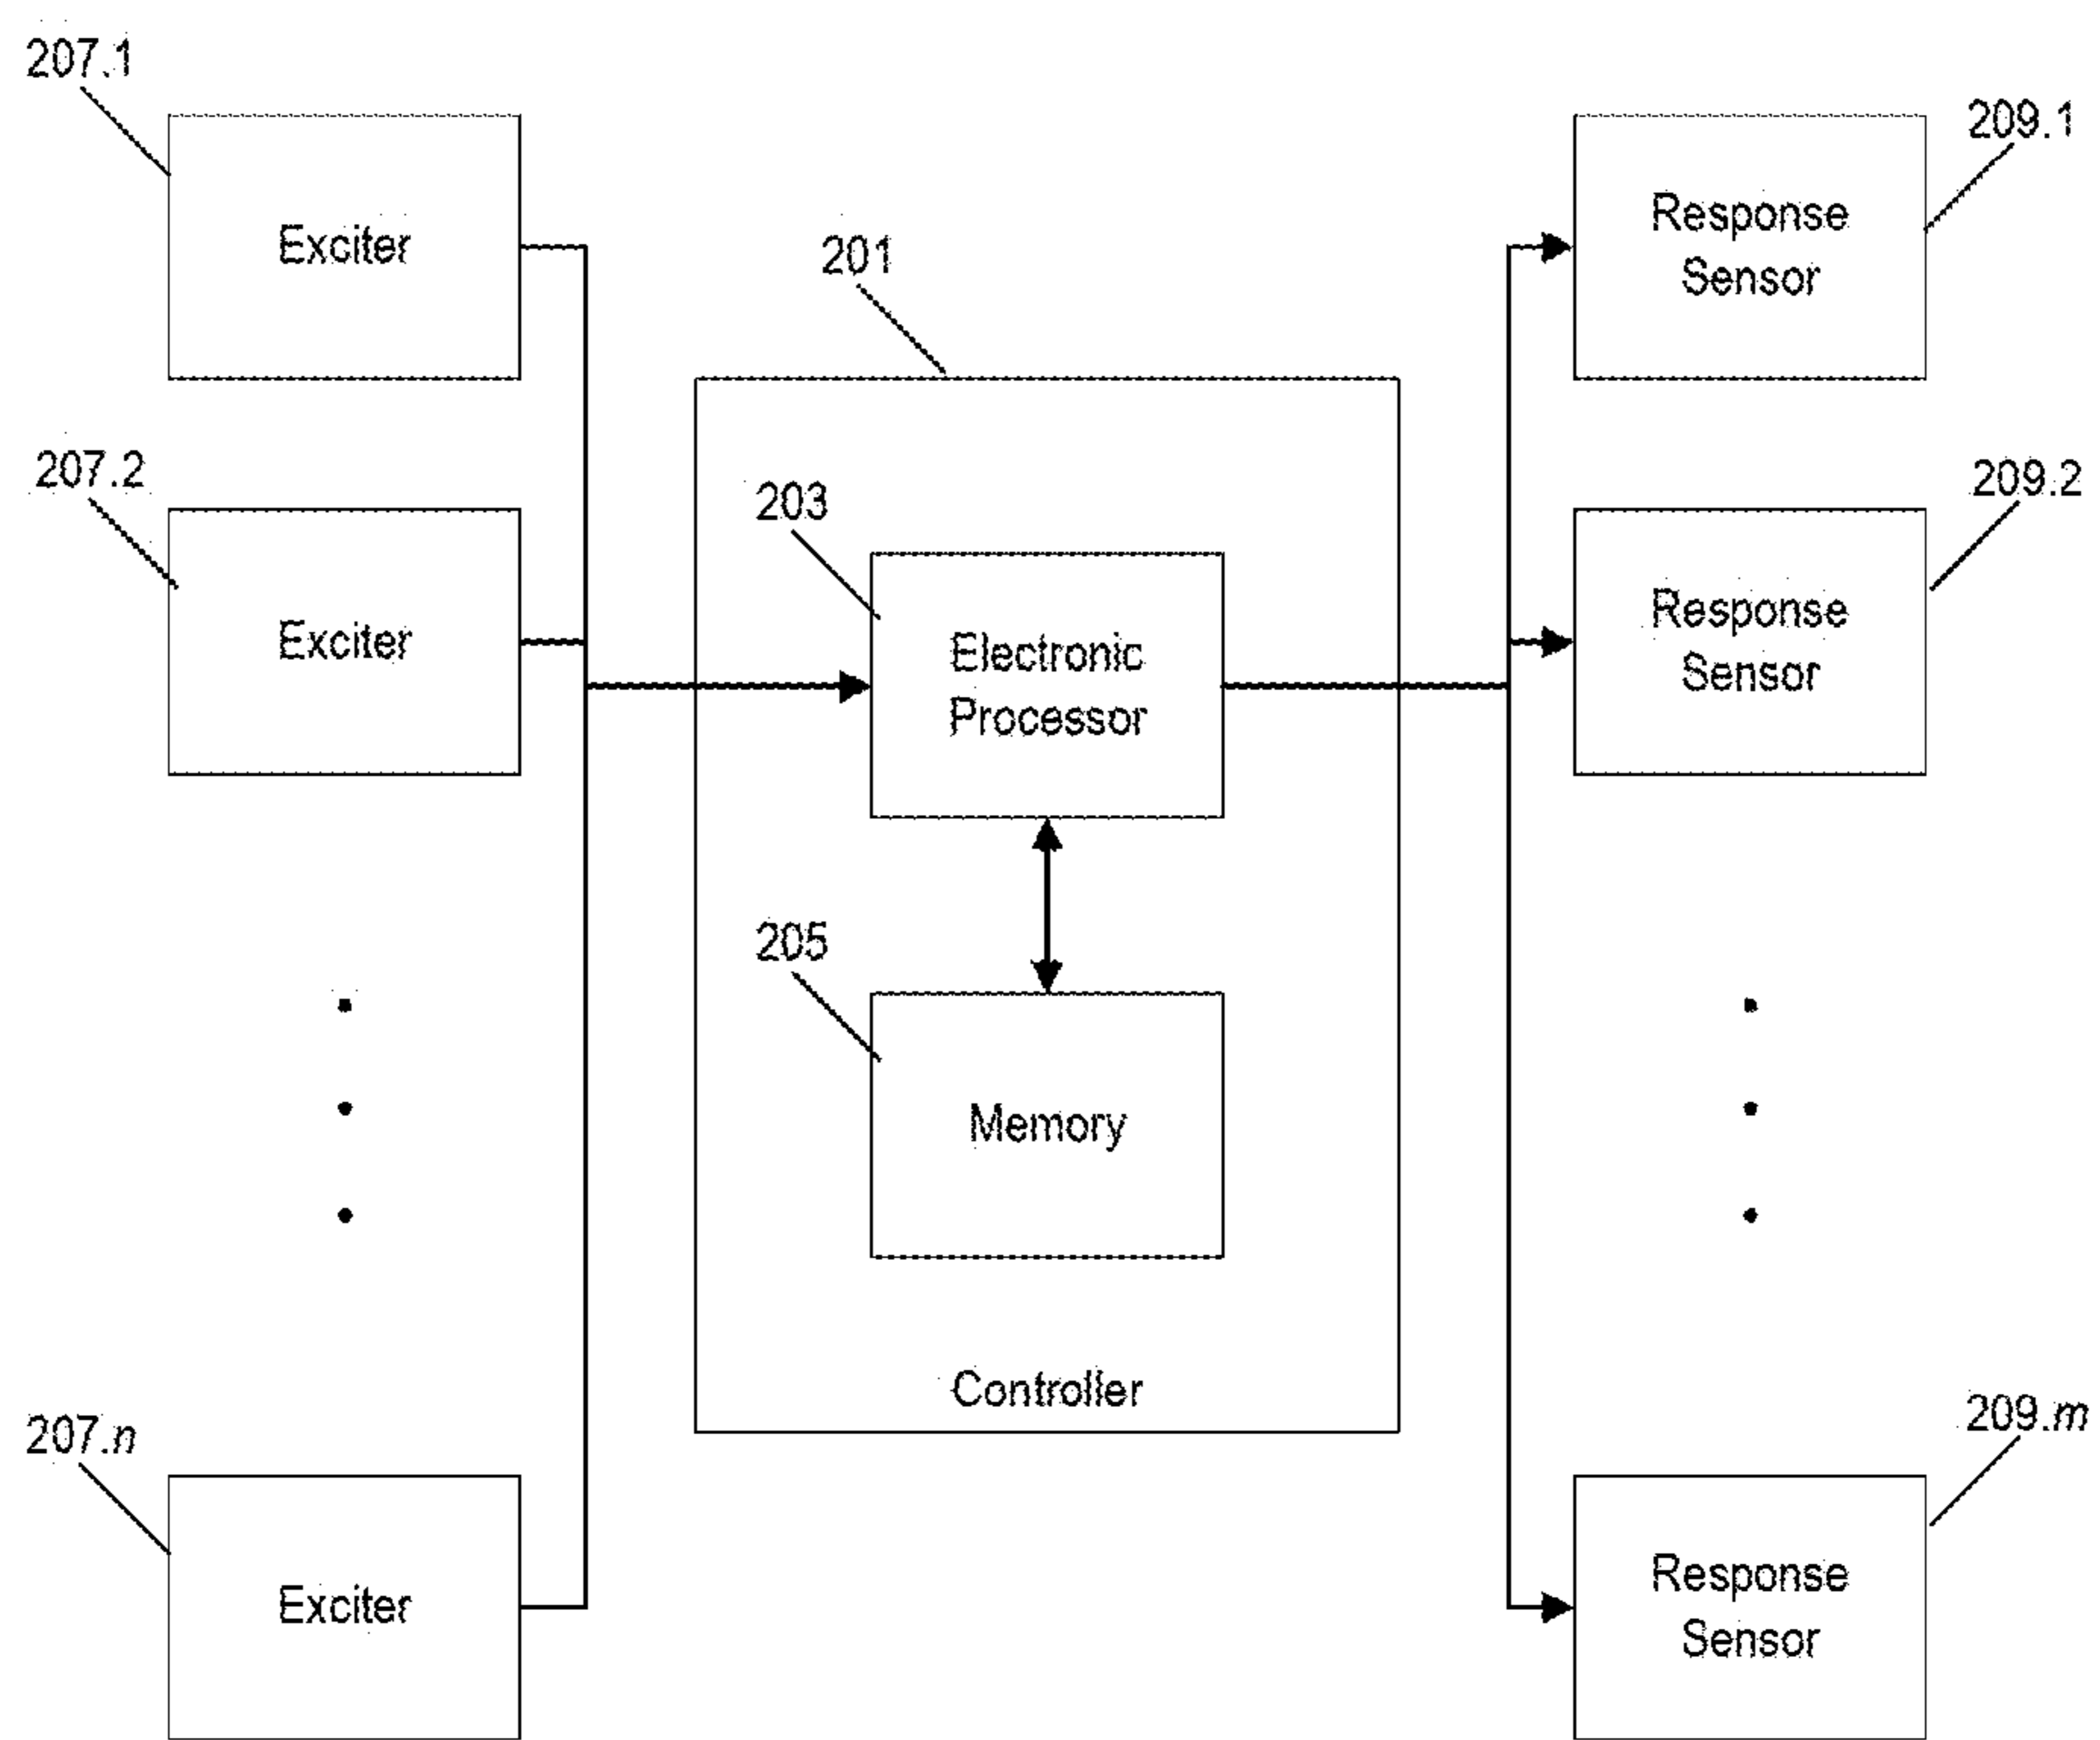 207.1
Exciter
207.2
Exciter
207.n
Exciter
201
203
Electronic
Processor
205
Memory
Controller
209.1
Response
Sensor
209.2
Response
Sensor
209.m
Response
Sensor